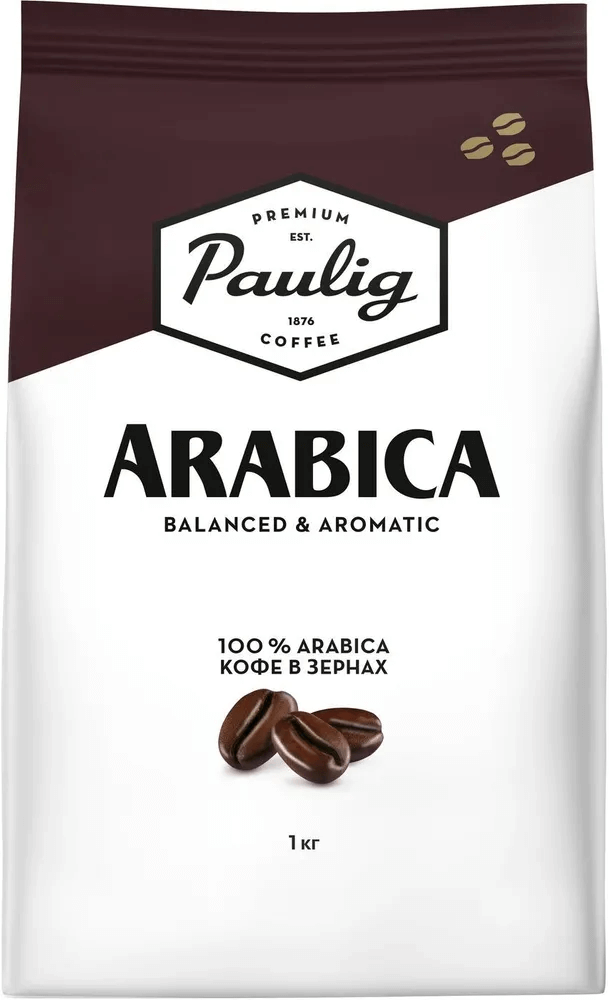 PREMIUM
EST.
Paulig
1876
COFFEE
ARABICA
BALANCED & AROMATIC
100 % ARABICA
КОФЕ В ЗЕРНАХ
1 кг